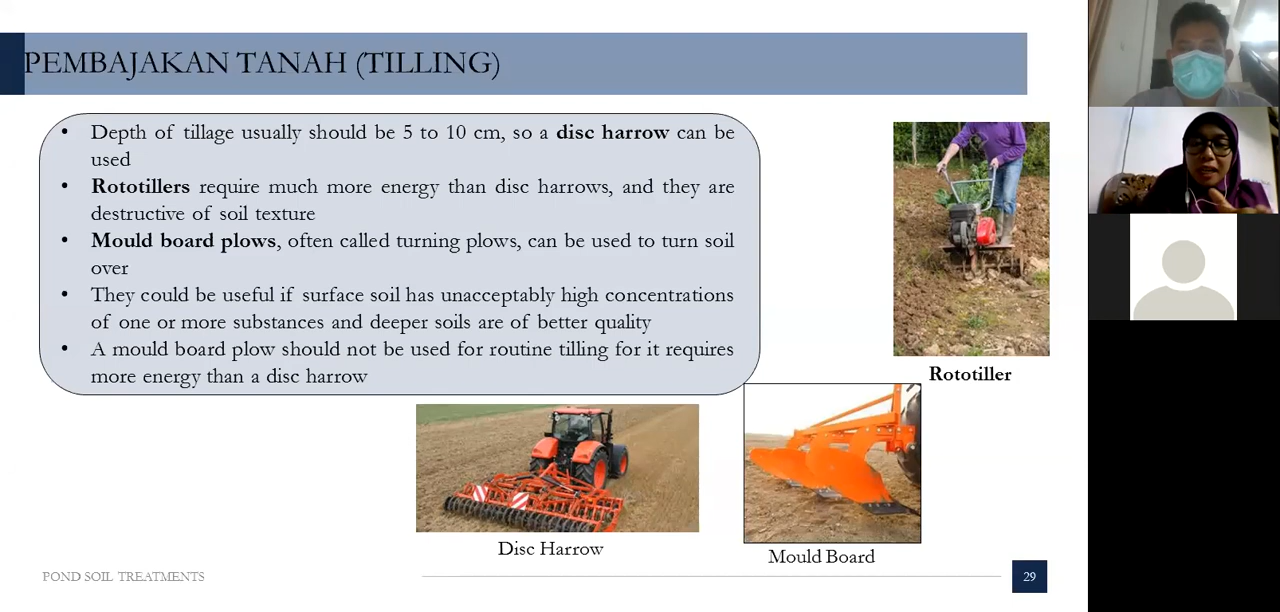 PEMBAJAKAN TANAH (TILLING)
• Depth of tillage usually should be 5 to 10 cm, so a disc harrow can be
used
• Rototillers require much more energy than disc harrows, and they are
destructive of soil texture
• Mould board plows, often called turning plows, can be used to turn soil
over
• They could be useful if surface soil has unacceptably high concentrations
of one or more substances and deeper soils are of better quality
• A mould board plow should not be used for routine tilling for it requires
more energy than a disc harrow
Rototiller
Disc Harrow
Mould Board
POND SOIL TREATMENTS
29